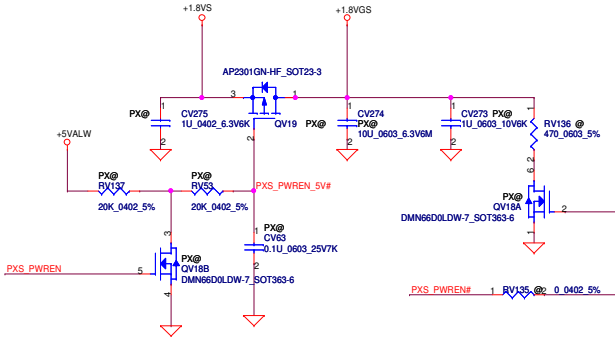 +1.8VS
+1.8VGS
AP2301GN-HF_SOT23-3
3
1
1
PX@
CV275
1U_0402_6.3V6K
2
QV19
2
1
PX@
CV274
PX@
10U_0603_6.3V6M
2
1
CV273 PX@
1U_0603_10V6K
2
1
RV136 @
470_0603_5%
2
+5VALW
PX@
RV137
20K_0402_5%
PX@
RV53
20K_0402_5%
PXS_PWREN_5V#
6
PX@
QV18A
2
DMN66D0LDW-7_SOT363-6
1
3
PX@
QV18B
DMN66D0LDW-7_SOT363-6
PXS_PWREN
5
4
1
PX@
CV63
0.1U_0603_25V7K
2
PXS_PWREN#
1
RV135 @
2
0_0402_5%